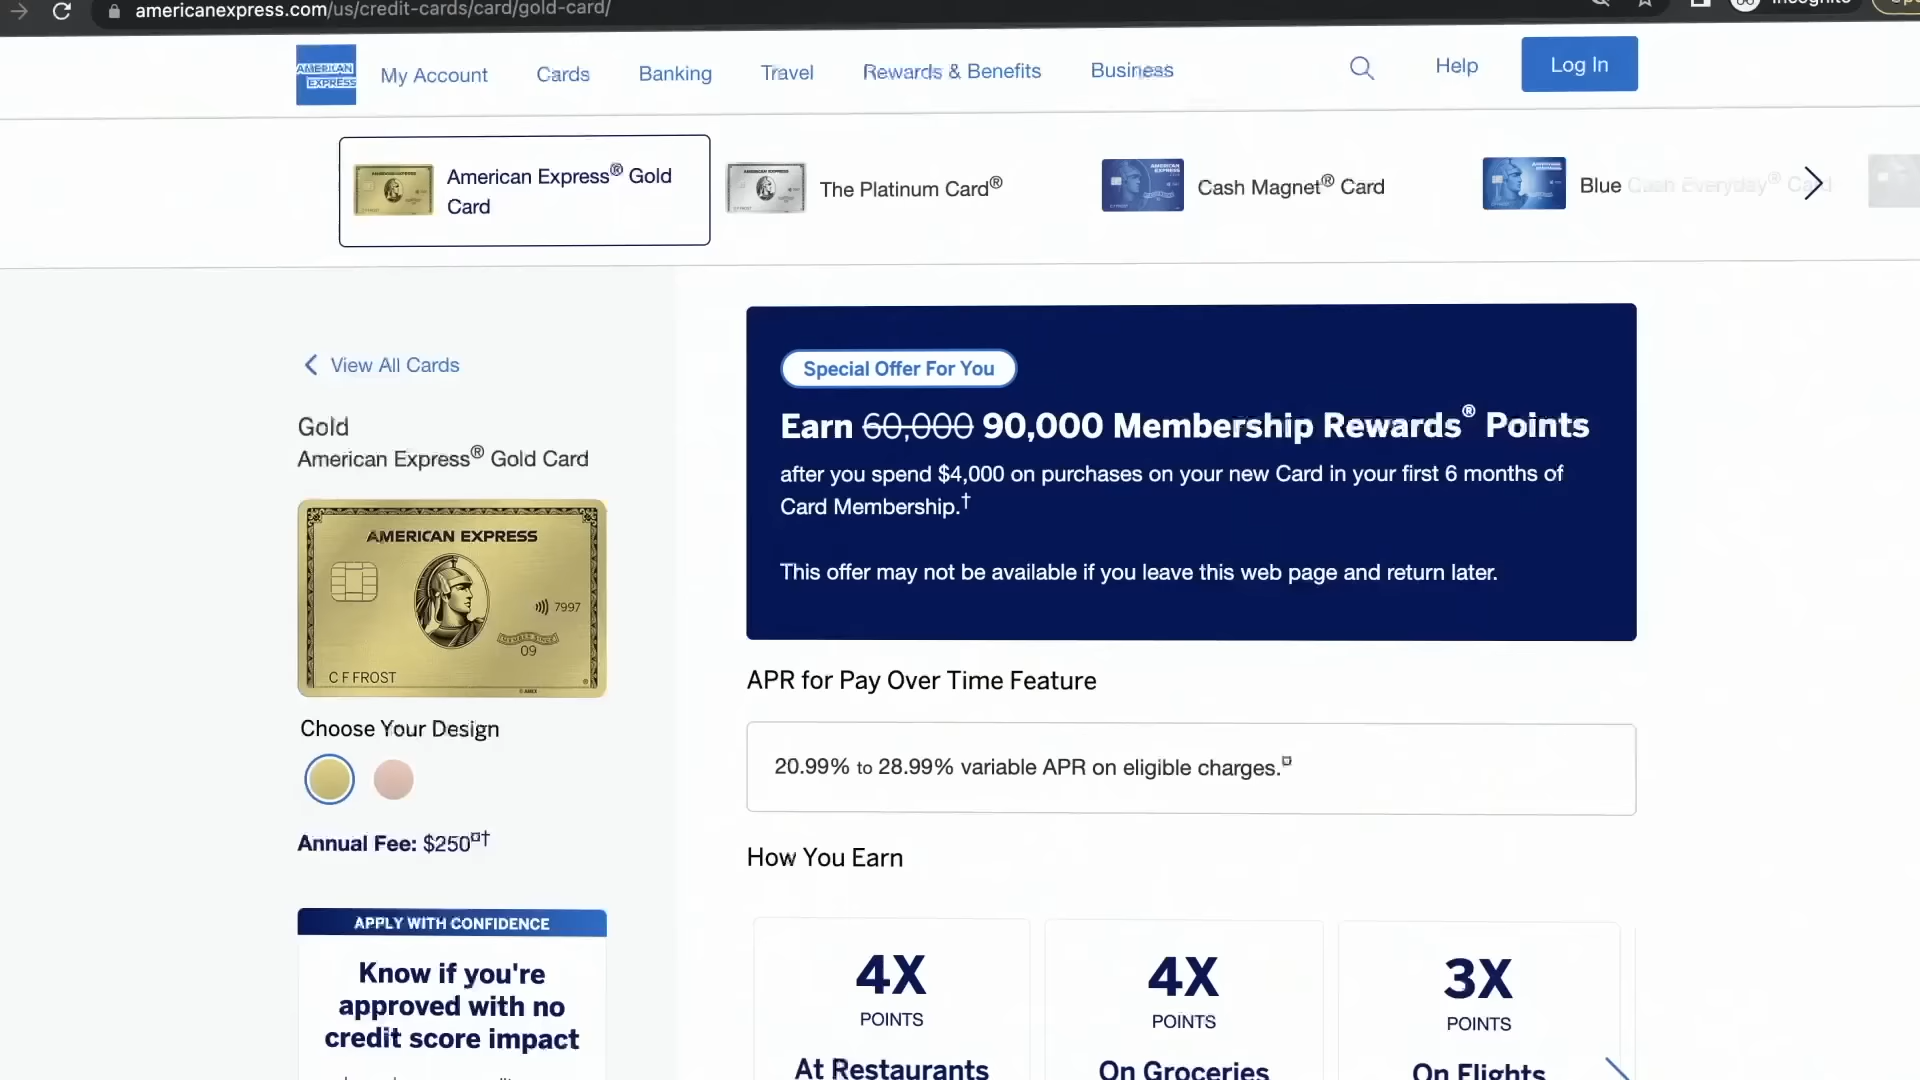 americanexpress.com/us/credit-cards/card/gold-card/
AMERICAN
EXPRESS
My Account
Cards
Banking
Travel
Rewards & Benefits
Business
Help
Log In
American Express® Gold
Card
The Platinum Card®
Cash Magnet® Card
Blue Cash Everyday® Card
View All Cards
Gold
American Express® Gold Card
AMERICAN EXPRESS
7997
MEMBER SINCE
09
C F FROST
Choose Your Design
Annual Fee: $250¤†
APPLY WITH CONFIDENCE
Know if you're
approved with no
credit score impact
Special Offer For You
Earn 60,000 90,000 Membership Rewards® Points
after you spend $4,000 on purchases on your new Card in your first 6 months of
Card Membership.†
This offer may not be available if you leave this web page and return later.
APR for Pay Over Time Feature
20.99% to 28.99% variable APR on eligible charges.¤
How You Earn
4X
POINTS
At Restaurants
4X
POINTS
On Groceries
3X
POINTS
On Flights